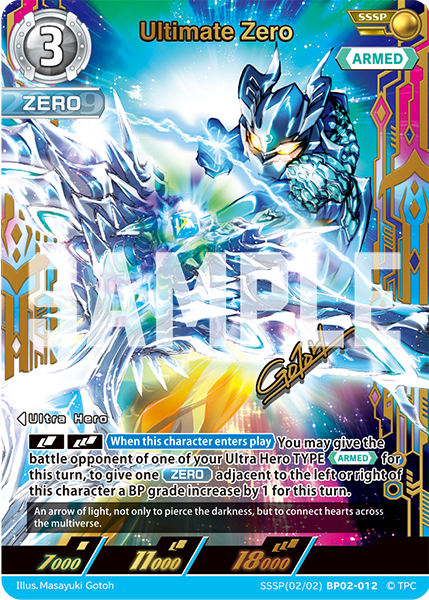 Ultimate Zero
SSSP
3
ARMED
ZERO
SAMPLE
Gotoh
Ultra Hero
When this character enters play You may give the
battle opponent of one of your Ultra Hero TYPE ARMED for
this turn, to give one ZERO adjacent to the left or right of
this character a BP grade increase by 1 for this turn.
An arrow of light, not only to pierce the darkness, but to connect hearts across
the multiverse.
7000 11000 18000
Illus.Masayuki Gotoh SSSP(02/02) BP02-012 © TPC